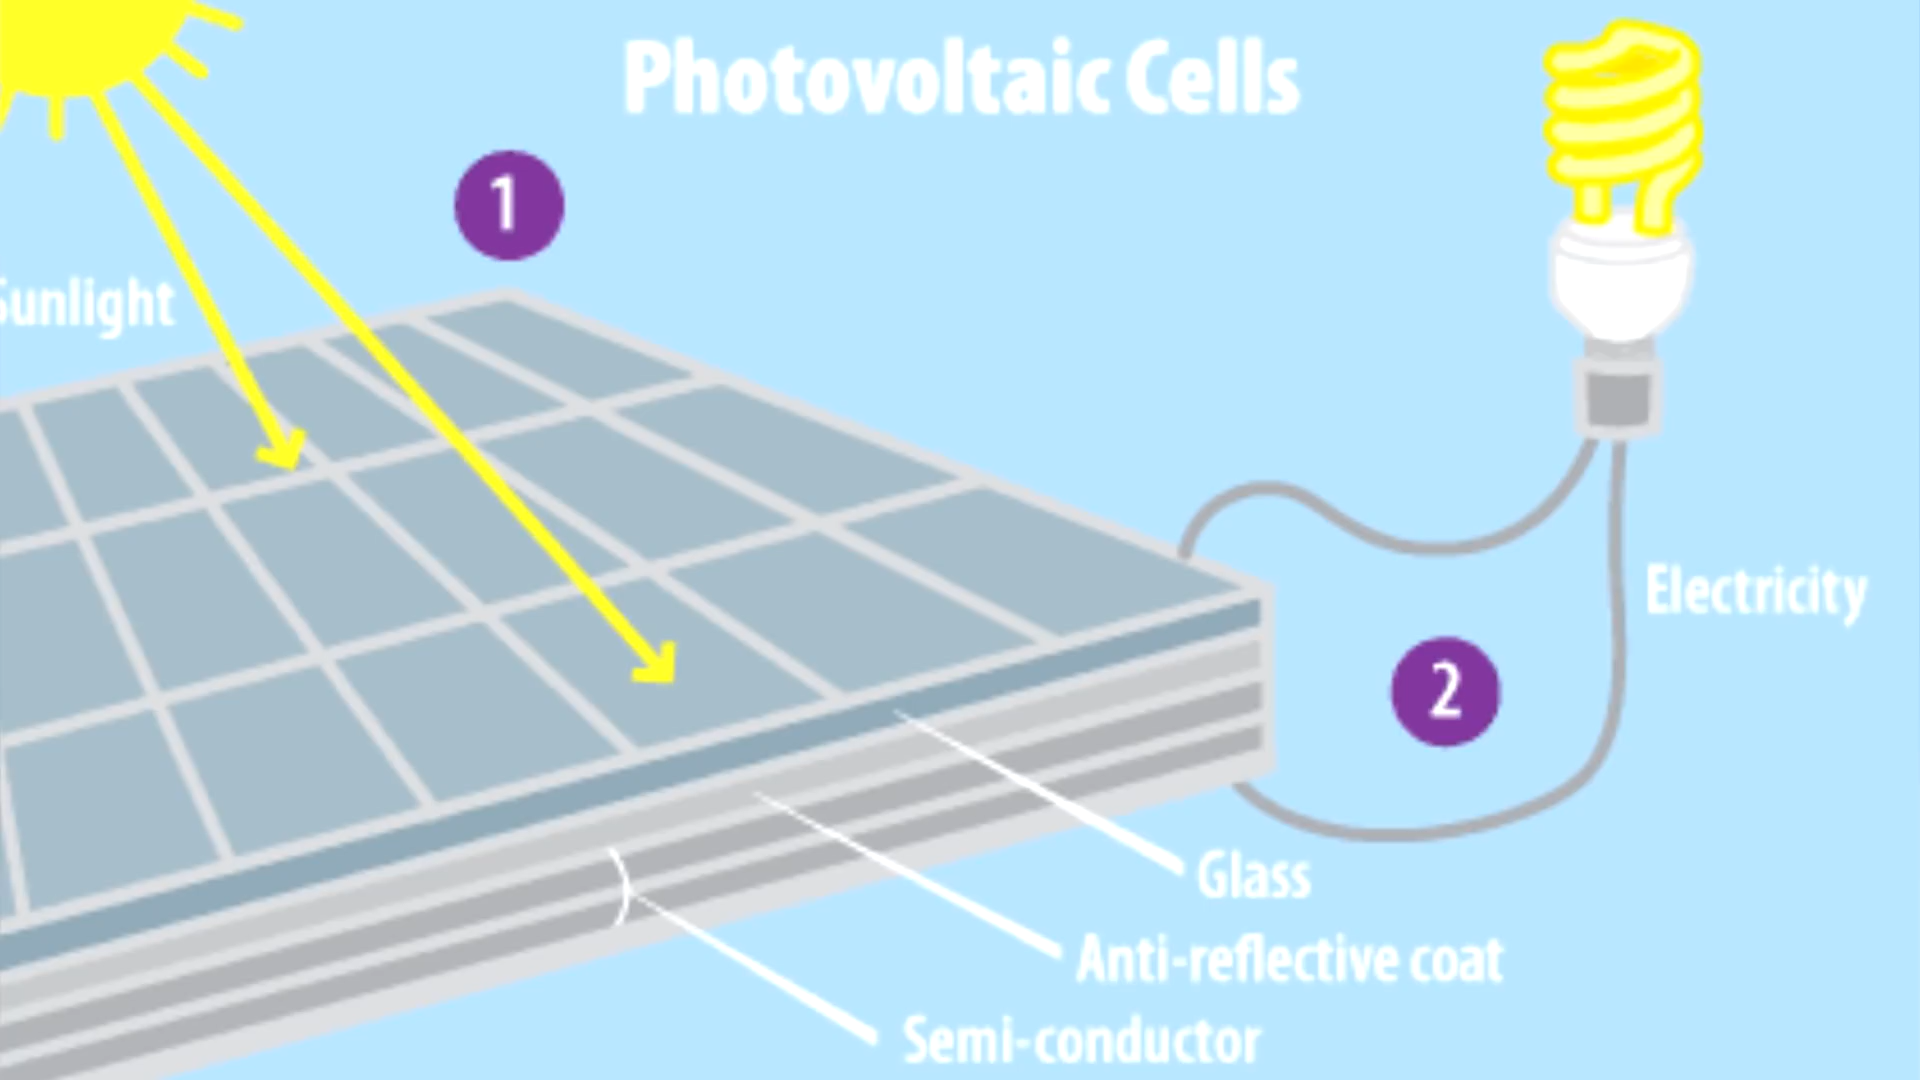 Photovoltaic Cells
1
Sunlight
Electricity
2
Glass
Anti-reflective coat
Semi-conductor